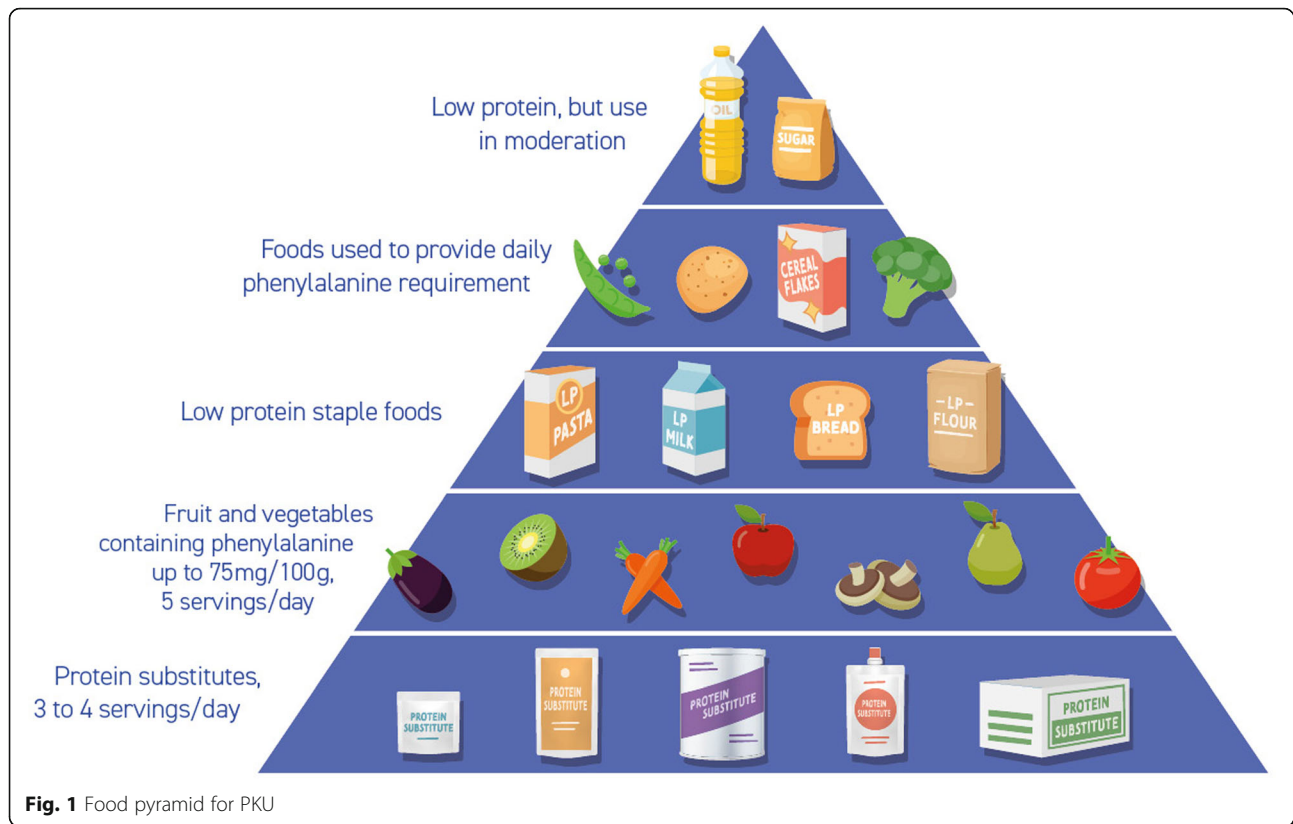 Low protein, but use
in moderation
OIL
SUGAR
Foods used to provide daily
phenylalanine requirement
CEREAL
FLAKES
Low protein staple foods
LP
PASTA
LP
MILK
LP
BREAD
-LP-
FLOUR
Fruit and vegetables
containing phenylalanine
up to 75mg/100g,
5 servings/day
Protein substitutes,
3 to 4 servings/day
PROTEIN
SUBSTITUTE
PROTEIN
SUBSTITUTE
PROTEIN
SUBSTITUTE
PROTEIN
SUBSTITUTE
PROTEIN
SUBSTITUTE
Fig. 1 Food pyramid for PKU